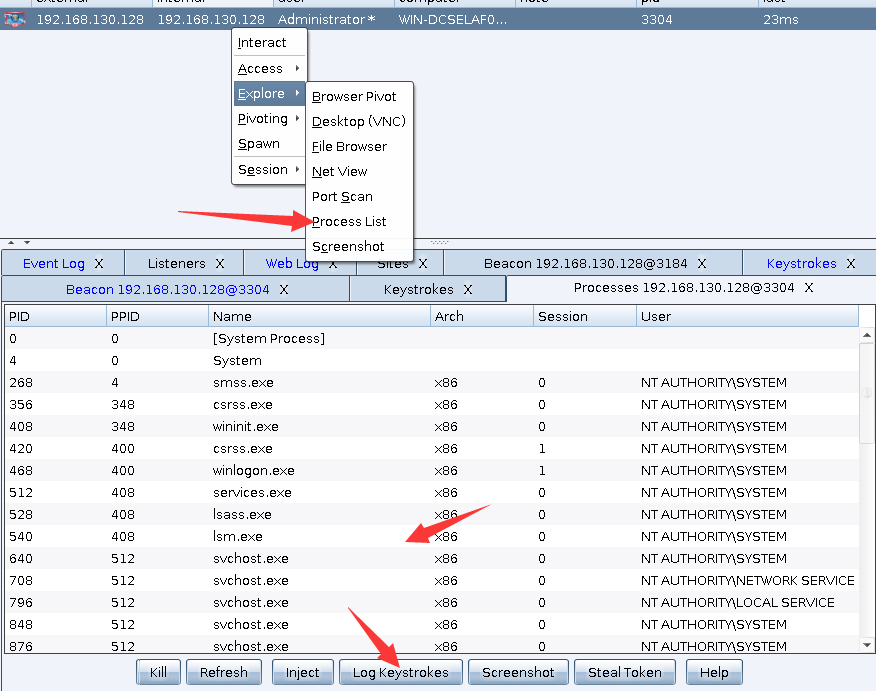 external internal user computer note pid last
192.168.130.128 192.168.130.128 Administrator * WIN-DCSELAF0... 3304 23ms
Interact
Access
Explore
Pivoting
Spawn
Session
Browser Pivot
Desktop (VNC)
File Browser
Net View
Port Scan
Process List
Screenshot
Event Log X Listeners X Web Log X Sites X Beacon 192.168.130.128@3184 X Keystrokes X
Beacon 192.168.130.128@3304 X Keystrokes X Processes 192.168.130.128@3304 X
PID PPID Name Arch Session User
0 0 [System Process]
4 0 System
268 4 smss.exe x86 0 NT AUTHORITY\SYSTEM
356 348 csrss.exe x86 0 NT AUTHORITY\SYSTEM
408 348 wininit.exe x86 0 NT AUTHORITY\SYSTEM
420 400 csrss.exe x86 1 NT AUTHORITY\SYSTEM
468 400 winlogon.exe x86 1 NT AUTHORITY\SYSTEM
512 408 services.exe x86 0 NT AUTHORITY\SYSTEM
528 408 lsass.exe x86 0 NT AUTHORITY\SYSTEM
540 408 lsm.exe x86 0 NT AUTHORITY\SYSTEM
640 512 svchost.exe x86 0 NT AUTHORITY\SYSTEM
708 512 svchost.exe x86 0 NT AUTHORITY\NETWORK SERVICE
796 512 svchost.exe x86 0 NT AUTHORITY\LOCAL SERVICE
848 512 svchost.exe x86 0 NT AUTHORITY\SYSTEM
876 512 svchost.exe x86 0 NT AUTHORITY\SYSTEM
Kill Refresh Inject Log Keystrokes Screenshot Steal Token Help